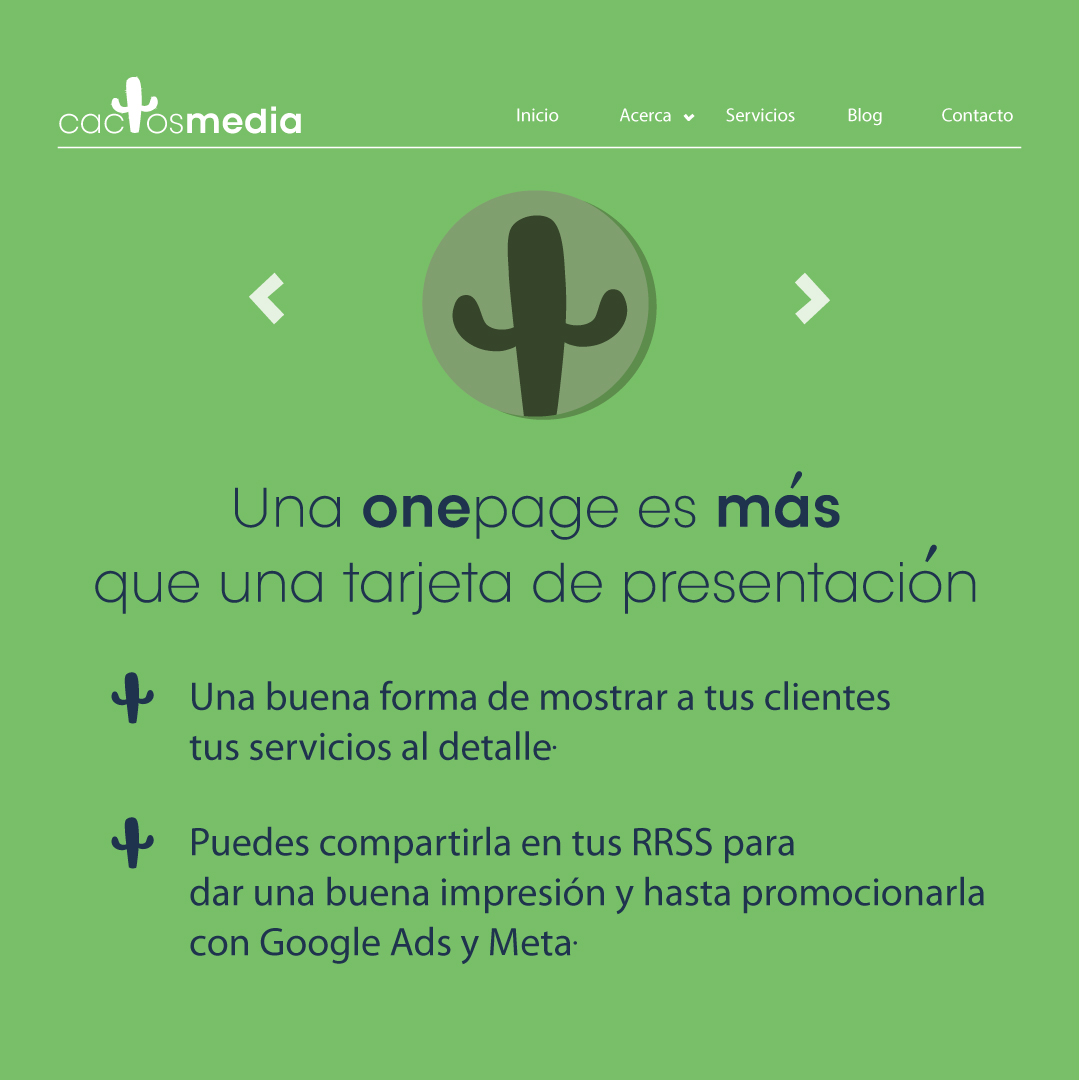 cactosmedia
Inicio Acerca Servicios Blog Contacto
Una onepage es más
que una tarjeta de presentación
Una buena forma de mostrar a tus clientes
tus servicios al detalle·
Puedes compartirla en tus RRSS para
dar una buena impresión y hasta promocionarla
con Google Ads y Meta·